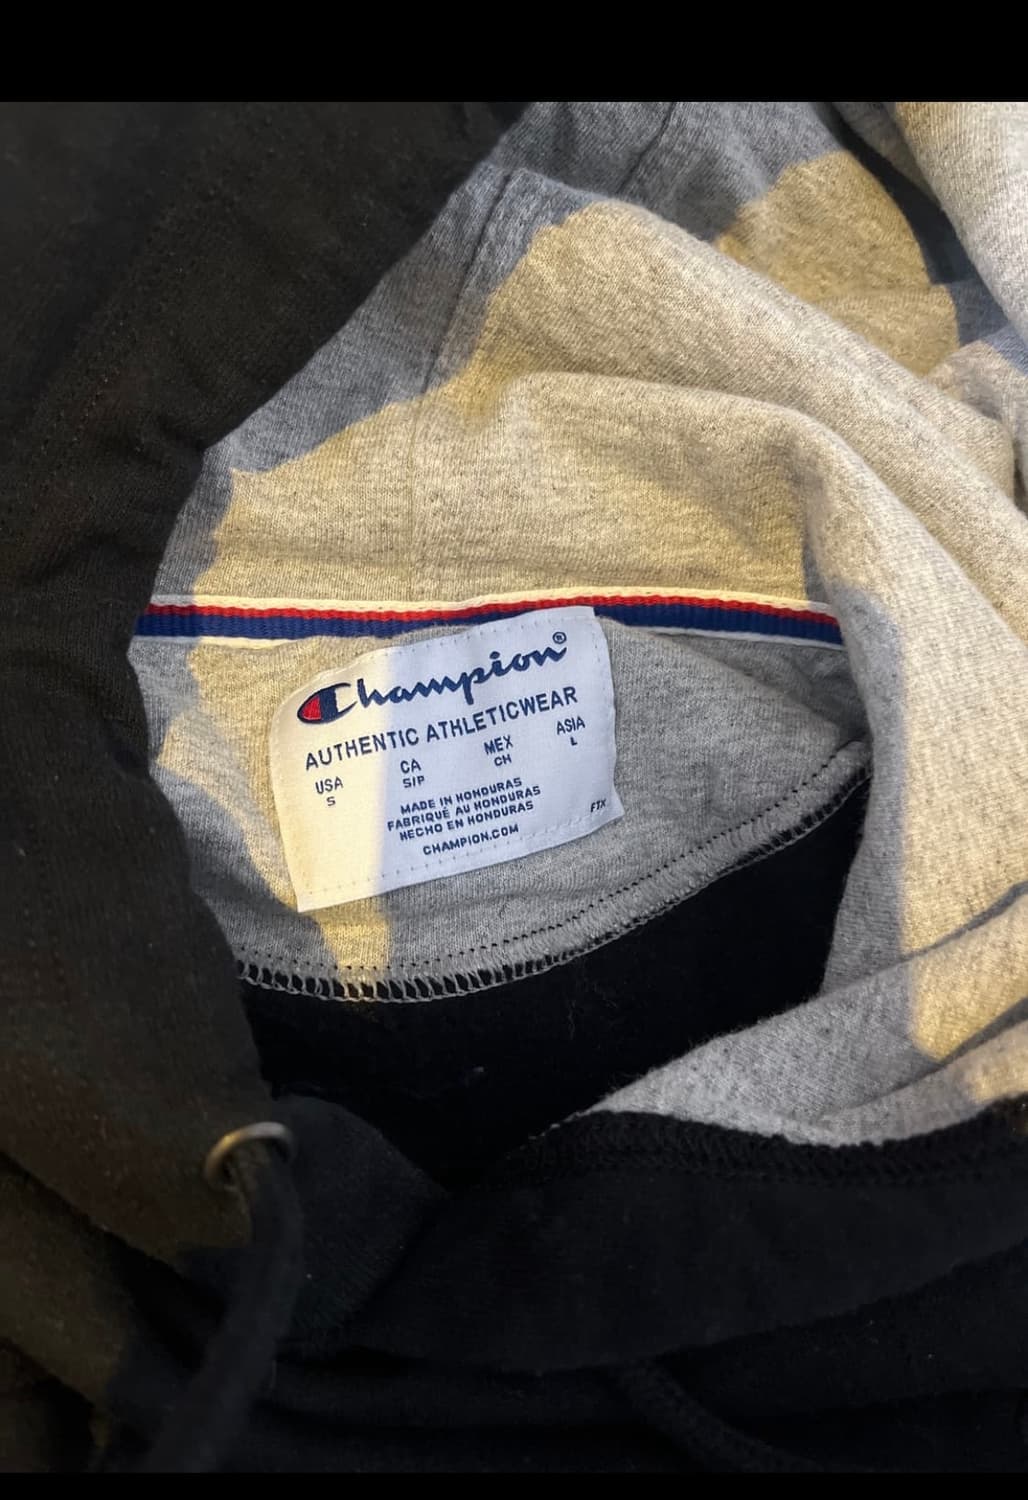 Champion®
AUTHENTIC ATHLETICWEAR
USA CA MEX ASIA
S S/P CH L
MADE IN HONDURAS
FABRIQUÉ AU HONDURAS
HECHO EN HONDURAS
FTX
CHAMPION.COM